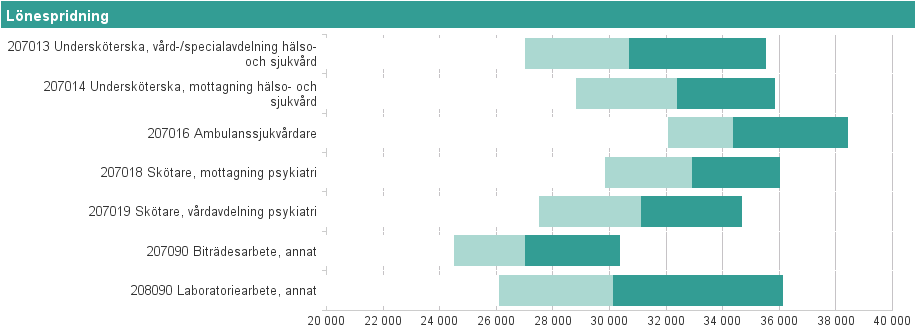 Lönespridning
207013 Undersköterska, vård-/specialavdelning hälso-
och sjukvård
207014 Undersköterska, mottagning hälso- och
sjukvård
207016 Ambulanssjukvårdare
207018 Skötare, mottagning psykiatri
207019 Skötare, vårdavdelning psykiatri
207090 Biträdesarbete, annat
208090 Laboratoriearbete, annat
20 000 22 000 24 000 26 000 28 000 30 000 32 000 34 000 36 000 38 000 40 000